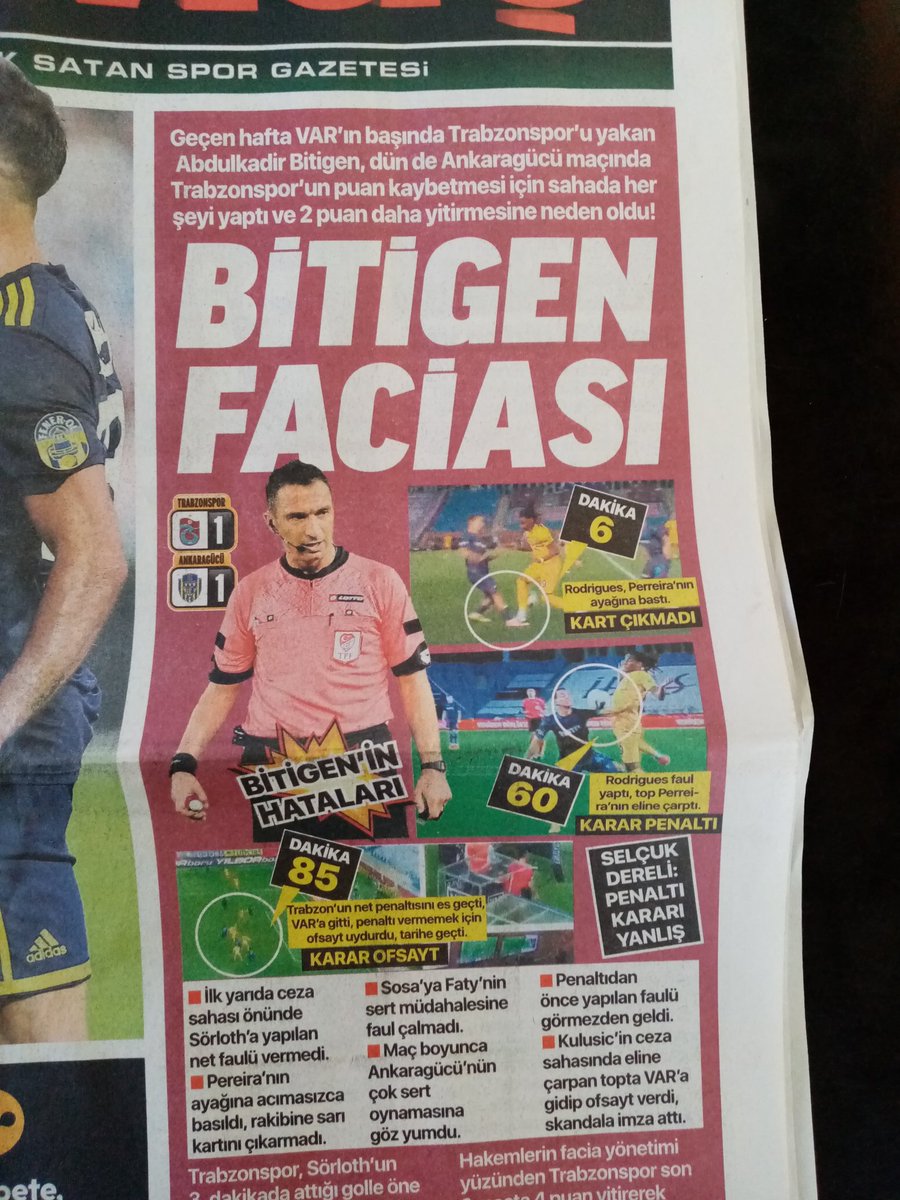 K SATAN SPOR GAZETESİ
Geçen hafta VAR'ın başında Trabzonspor'u yakan
Abdulkadir Bitigen, dün de Ankaragücü maçında
Trabzonspor'un puan kaybetmesi için sahada her
şeyi yaptı ve 2 puan daha yitirmesine neden oldu!
BİTİGEN
FACİASI
TRABZONSPOR
1
ANKARAGÜCÜ
1
DAKİKA
6
Rodrigues, Perreira'nın
ayağına bastı.
KART ÇIKMADI
LOTTO
TFF
BİTİGEN'İN
HATALARI
DAKİKA
60
Rodrigues faul
yaptı, top Perrei-
ra'nın eline çarptı.
KARAR PENALTI
DAKİKA
85
Trabzon'un net penaltısını es geçti,
VAR'a gitti, penaltı vermemek için
ofsayt uydurdu, tarihe geçti.
KARAR OFSAYT
SELÇUK
DERELİ:
PENALTI
KARARI
YANLIŞ
adidas
İlk yarıda ceza
sahası önünde
Sörloth'a yapılan
net faulü vermedi.
Pereira'nın
ayağına acımasızca
basıldı, rakibine sarı
kartını çıkarmadı.
Sosa'ya Faty'nin
sert müdahalesine
faul çalmadı.
Maç boyunca
Ankaragücü'nün
çok sert
oynamasına
göz yumdu.
Penaltıdan
önce yapılan faulü
görmezden geldi.
Kulusic'in ceza
sahasında eline
çarpan topta VAR'a
gidip ofsayt verdi,
skandala imza attı.
Trabzonspor, Sörloth'un
3. dakikada attığı golle öne
Hakemlerin facia yönetimi
yüzünden Trabzonspor son
4 puan yitirerek